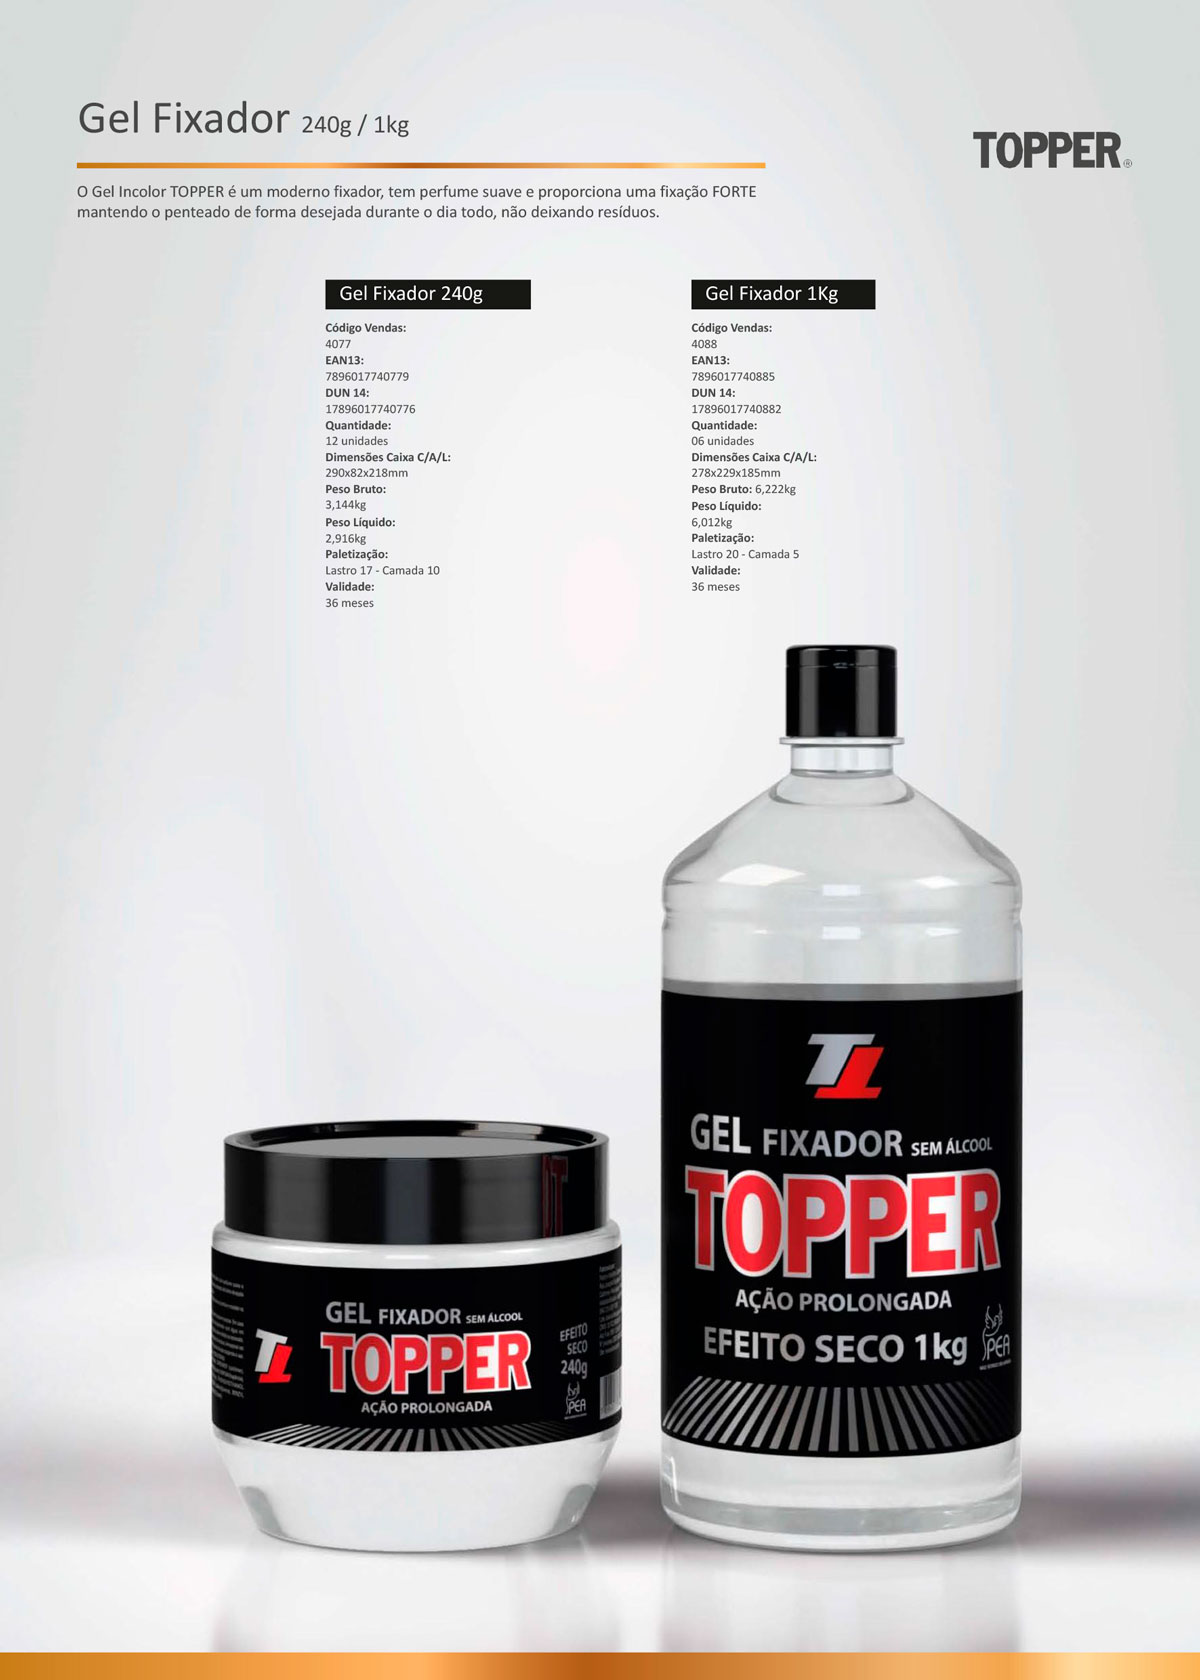 Gel Fixador 240g / 1kg
TOPPER®
O Gel Incolor TOPPER é um moderno fixador, tem perfume suave e proporciona uma fixação FORTE
mantendo o penteado de forma desejada durante o dia todo, não deixando resíduos.
Gel Fixador 240g
Código Vendas:
4077
EAN13:
7896017740779
DUN 14:
17896017740776
Quantidade:
12 unidades
Dimensões Caixa C/A/L:
290x82x218mm
Peso Bruto:
3,144kg
Peso Líquido:
2,916kg
Paletização:
Lastro 17 - Camada 10
Validade:
36 meses
Gel Fixador 1Kg
Código Vendas:
4088
EAN13:
7896017740885
DUN 14:
17896017740882
Quantidade:
06 unidades
Dimensões Caixa C/A/L:
278x229x185mm
Peso Bruto: 6,222kg
Peso Líquido:
6,012kg
Paletização:
Lastro 20 - Camada 5
Validade:
36 meses
GEL FIXADOR SEM ÁLCOOL
TOPPER
AÇÃO PROLONGADA
EFEITO
SECO
240g
PEA
GEL FIXADOR SEM ÁLCOOL
TOPPER
AÇÃO PROLONGADA
EFEITO SECO 1kg
PEA